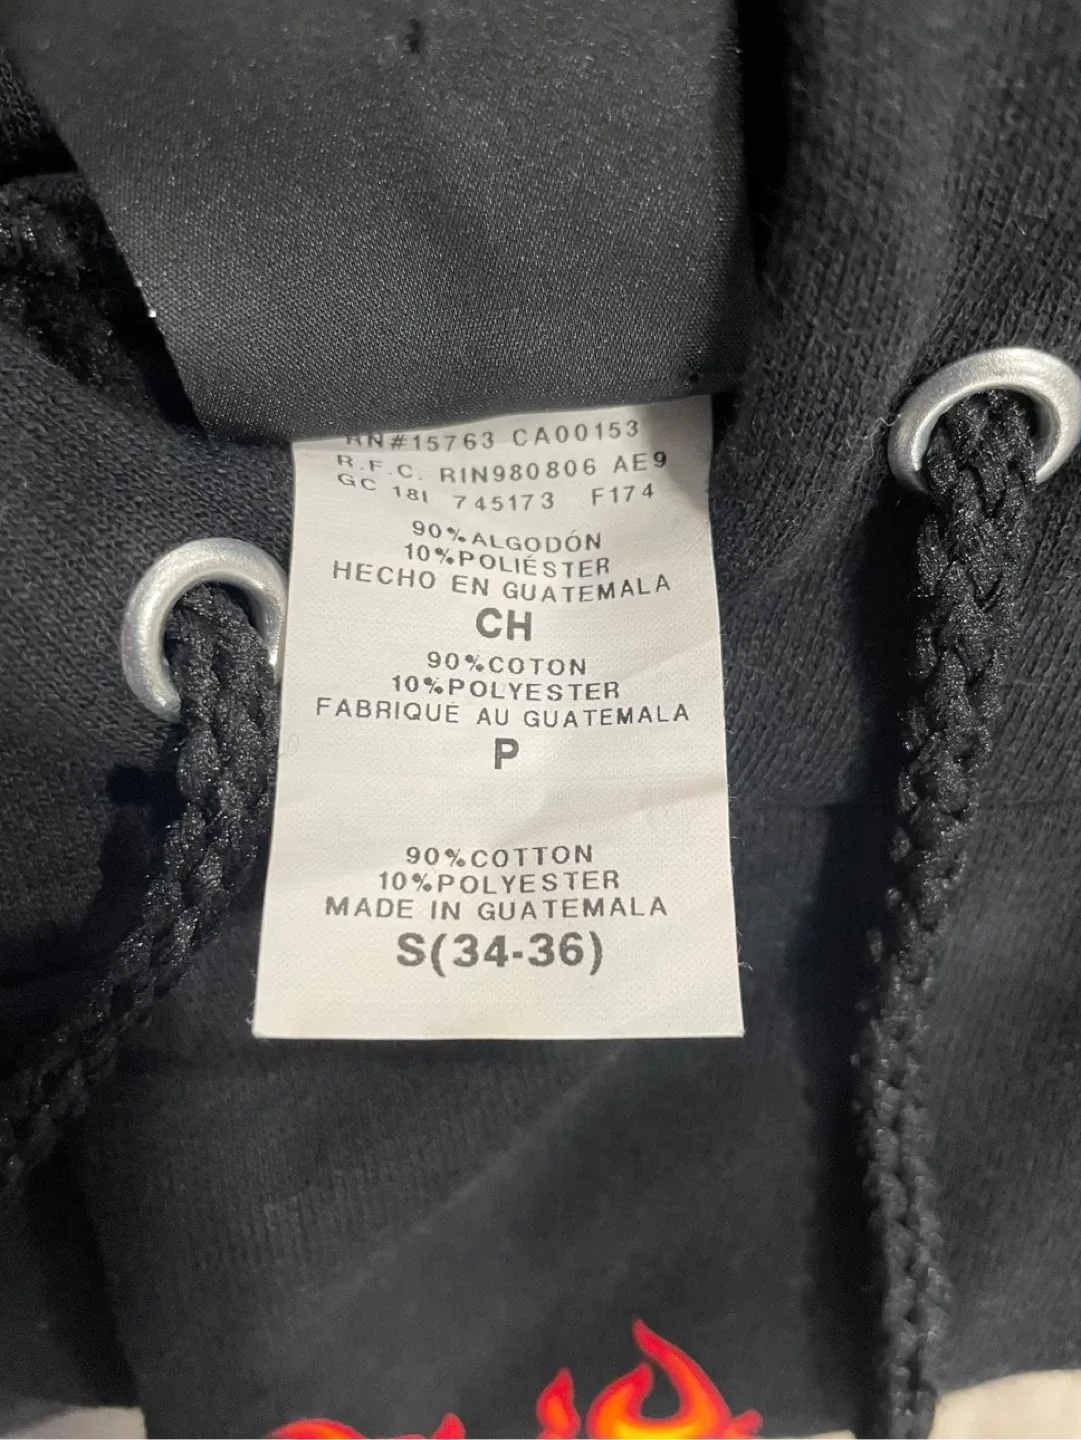 RN#15763 CA00153
R.F.C. RIN980806 AE9
GC 18I 745173 F174
90%ALGODÓN
10%POLIÉSTER
HECHO EN GUATEMALA
CH
90%COTON
10%POLYESTER
FABRIQUÉ AU GUATEMALA
P
90%COTTON
10%POLYESTER
MADE IN GUATEMALA
S(34-36)